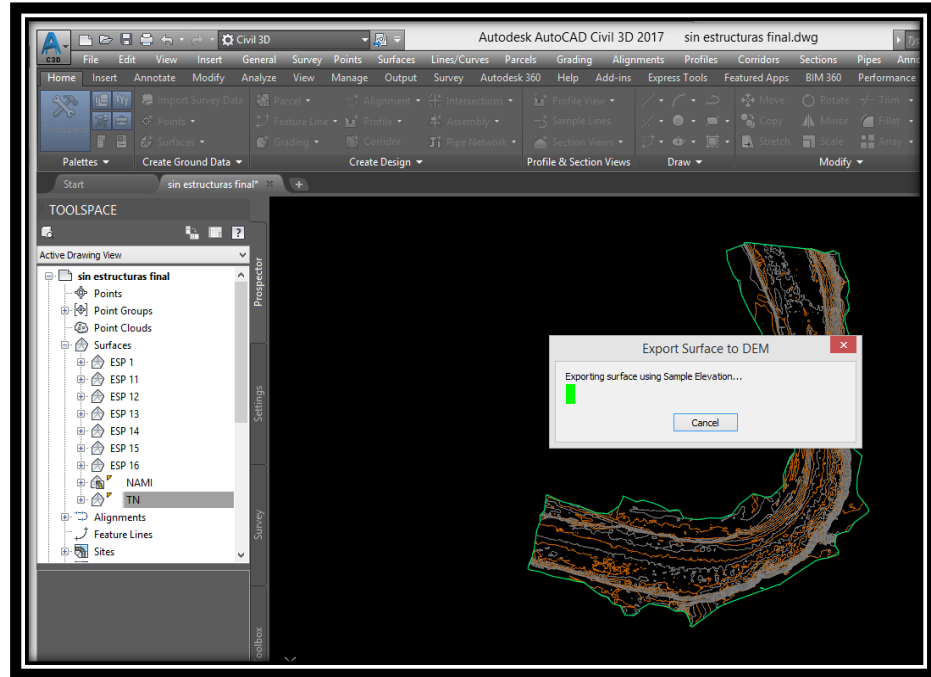 Civil 3D
Autodesk AutoCAD Civil 3D 2017 sin estructuras final.dwg
C3D File Edit View Insert General Survey Points Surfaces Lines/Curves Parcels Grading Alignments Profiles Corridors Sections Pipes
Home Insert Annotate Modify Analyze View Manage Output Survey Autodesk 360 Help Add-ins Express Tools Featured Apps BIM 360 Performance
Import Survey Data Parcel Alignment Intersection Profile View Move Rotate Trim
Points Feature Line Profile Assembly Sample Lines Copy Mirror Fillet
Surfaces Grading Corridor Pipe Network Section Views Stretch Scale Array
Palettes Create Ground Data Create Design Profile & Section Views Draw Modify
Start sin estructuras final*
TOOLSPACE
Active Drawing View
sin estructuras final
Points
Point Groups
Point Clouds
Surfaces
ESP 1
ESP 11
ESP 12
ESP 13
ESP 14
ESP 15
ESP 16
NAMI
TN
Alignments
Feature Lines
Sites
Prospector
Settings
Survey
Export Surface to DEM
Exporting surface using Sample Elevation...
Cancel